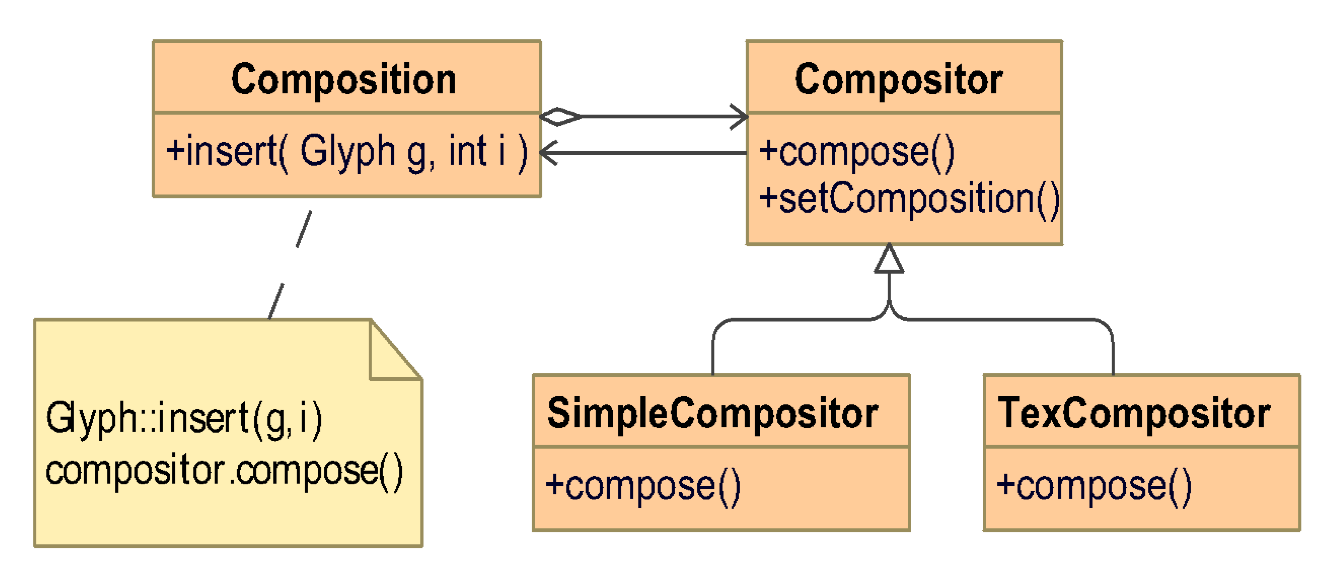 Composition
+insert( Glyph g, int i )
Compositor
+compose()
+setComposition()
Glyph::insert(g, i)
compositor.compose()
SimpleCompositor
+compose()
TexCompositor
+compose()